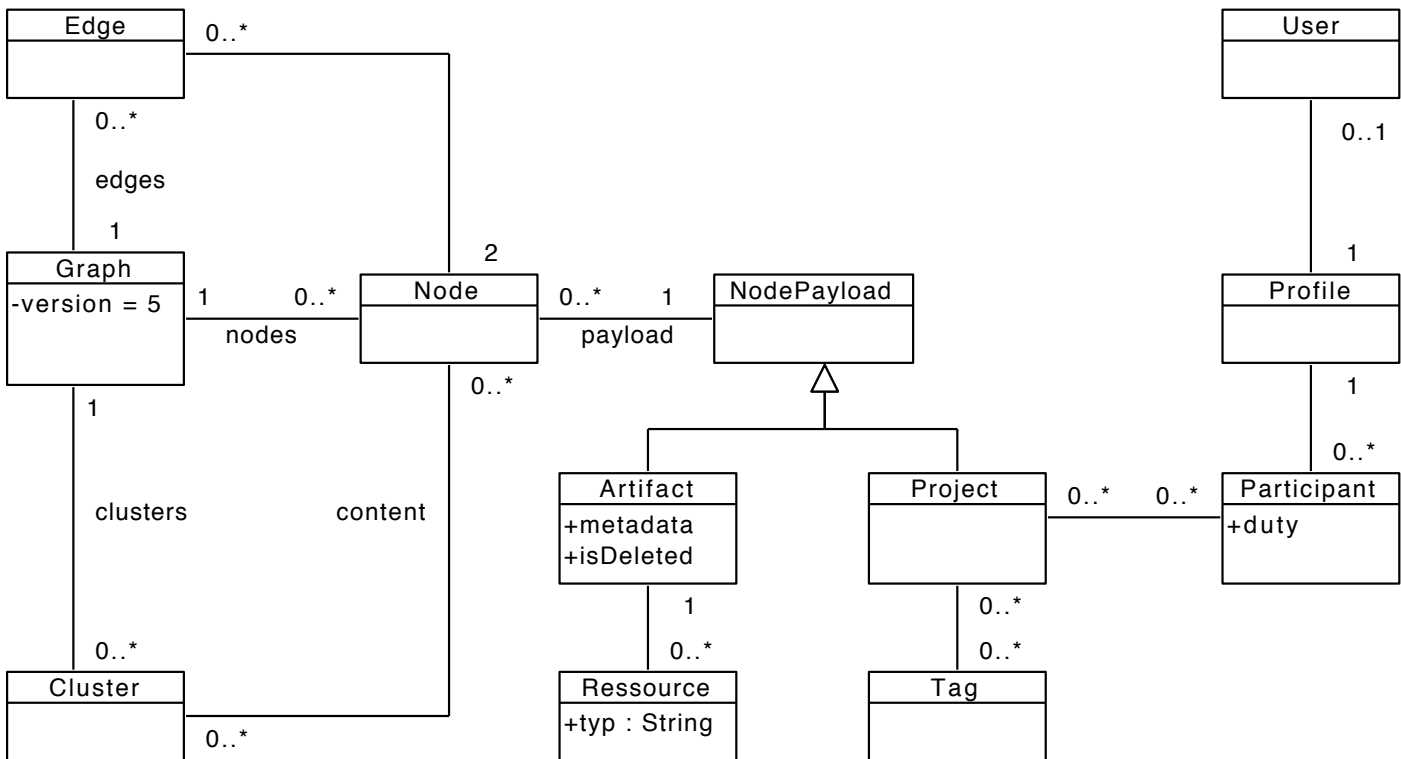 Edge
0..*
User
0..*
0..1
edges
1
2
1
Graph
-version = 5
1
0..*
nodes
Node
0..*
1
payload
NodePayload
Profile
1
0..*
1
0..*
clusters
content
Artifact
+metadata
+isDeleted
Project
0..*
0..*
Participant
+duty
1
0..*
0..*
0..*
0..*
Cluster
0..*
Ressource
+typ : String
Tag